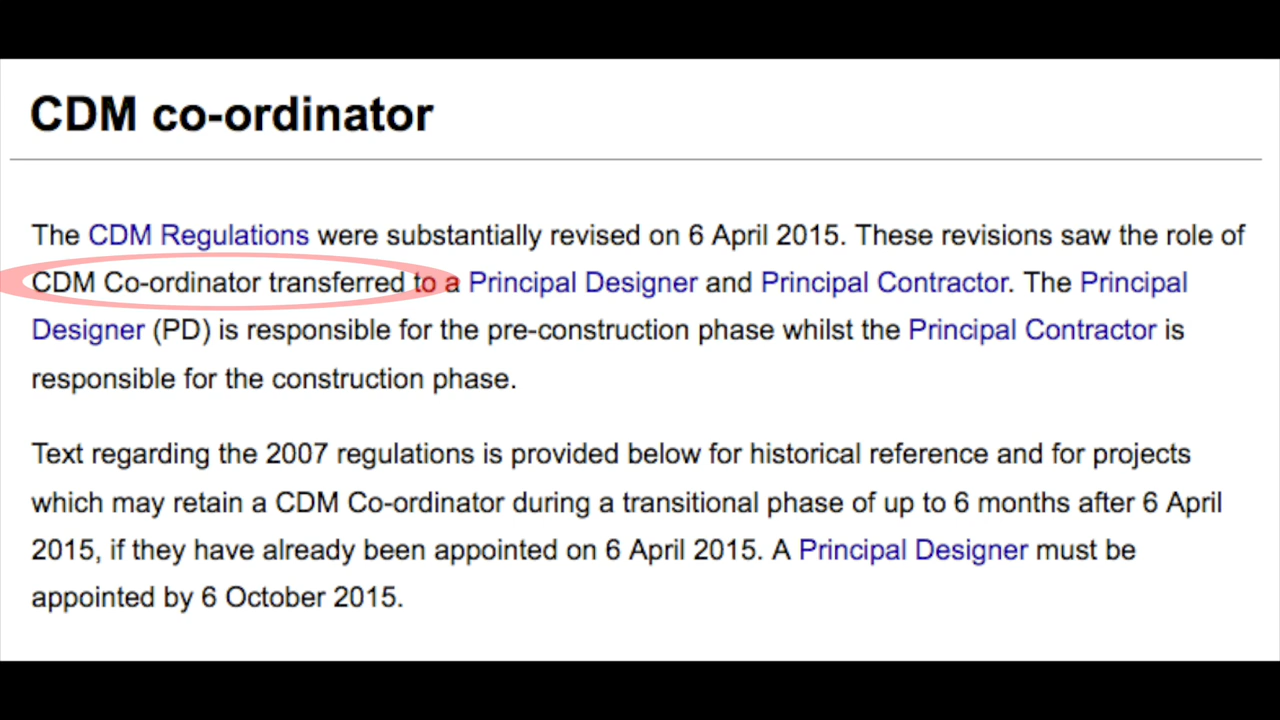 CDM co-ordinator
The CDM Regulations were substantially revised on 6 April 2015. These revisions saw the role of
CDM Co-ordinator transferred to a Principal Designer and Principal Contractor. The Principal
Designer (PD) is responsible for the pre-construction phase whilst the Principal Contractor is
responsible for the construction phase.
Text regarding the 2007 regulations is provided below for historical reference and for projects
which may retain a CDM Co-ordinator during a transitional phase of up to 6 months after 6 April
2015, if they have already been appointed on 6 April 2015. A Principal Designer must be
appointed by 6 October 2015.